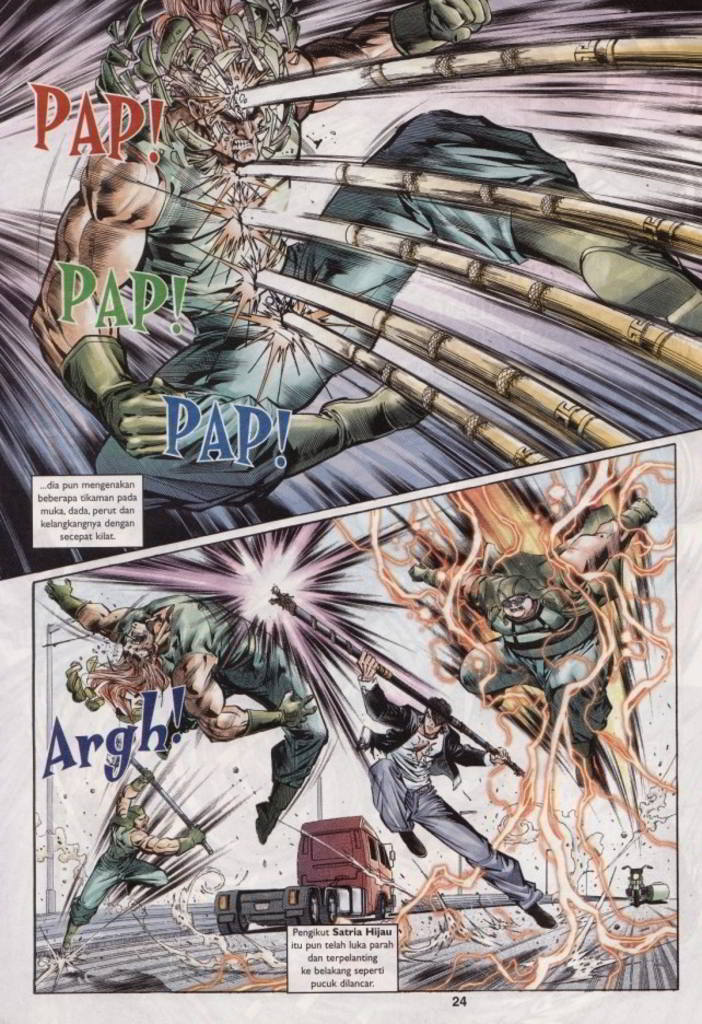 PAP!
PAP!
PAP!
...dia pun mengenakan
beberapa tikaman pada
muka, dada, perut dan
kelangkangnya dengan
secepat kilat.
Argh!
Pengikut Satria Hijau
itu pun telah luka parah
dan terpelanting
ke belakang seperti
pucuk dilancar.
24